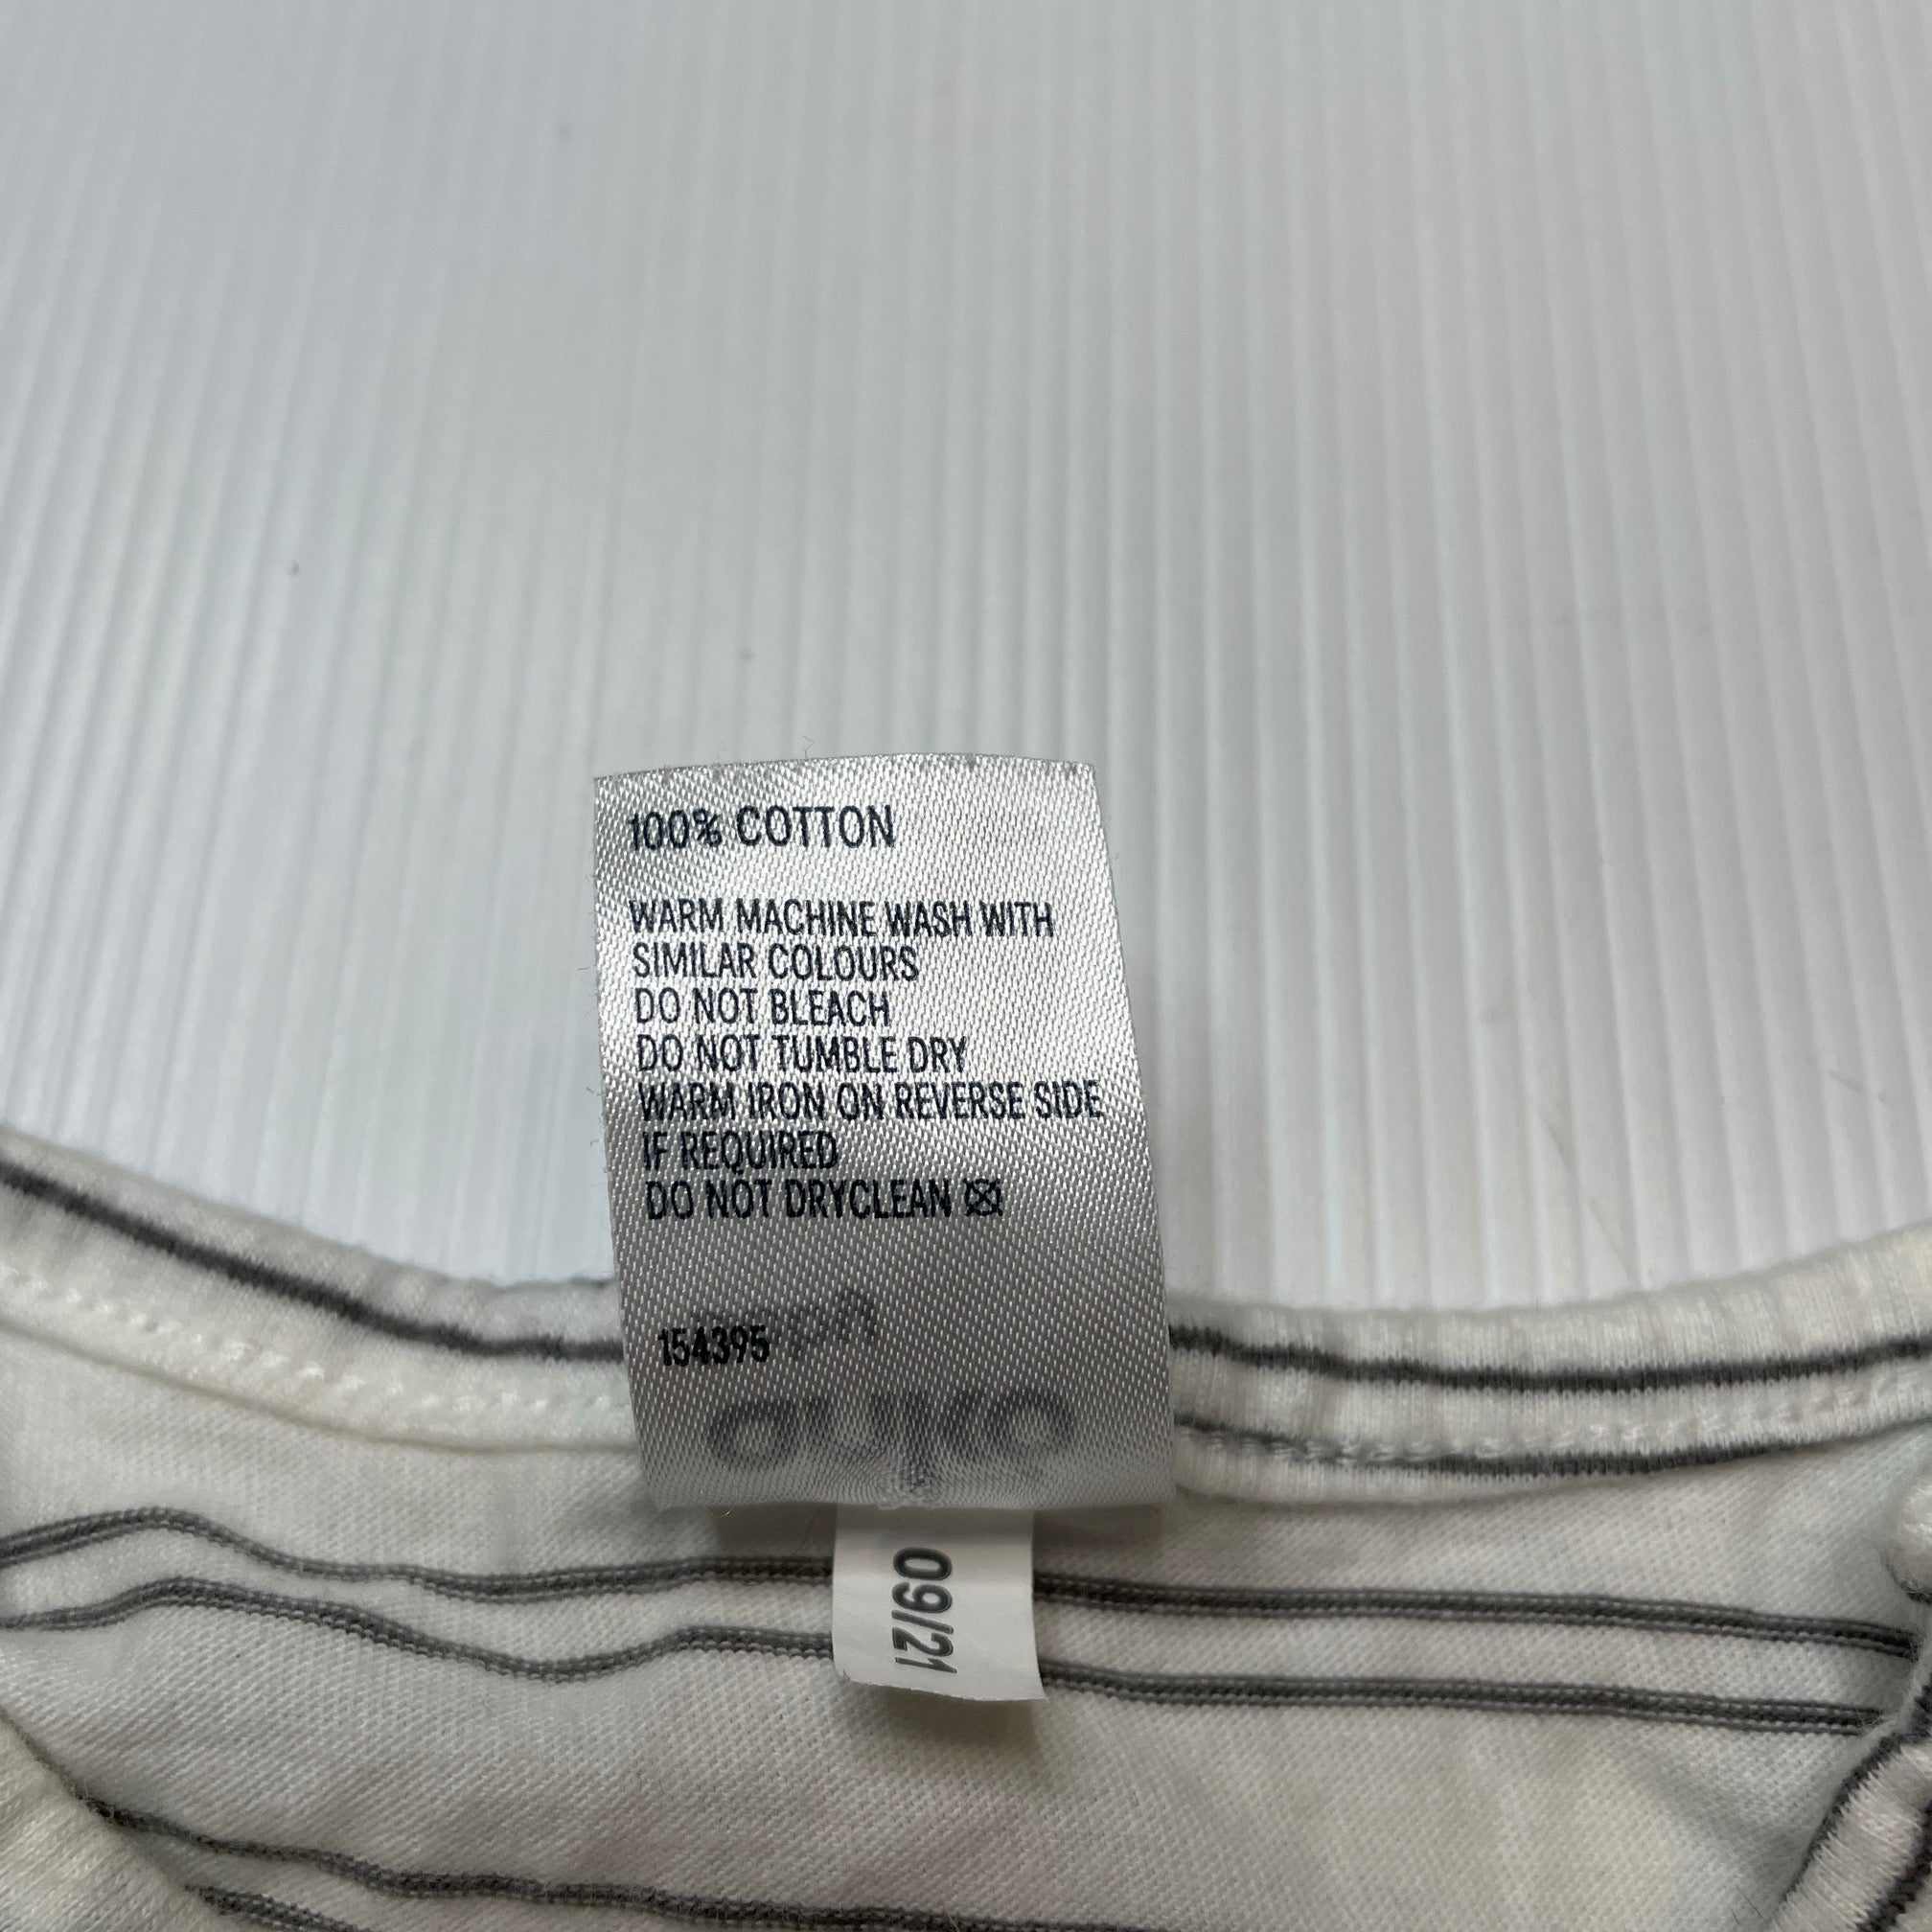 100% COTTON
WARM MACHINE WASH WITH
SIMILAR COLOURS
DO NOT BLEACH
DO NOT TUMBLE DRY
WARM IRON ON REVERSE SIDE
IF REQUIRED
DO NOT DRYCLEAN
154395
09/21